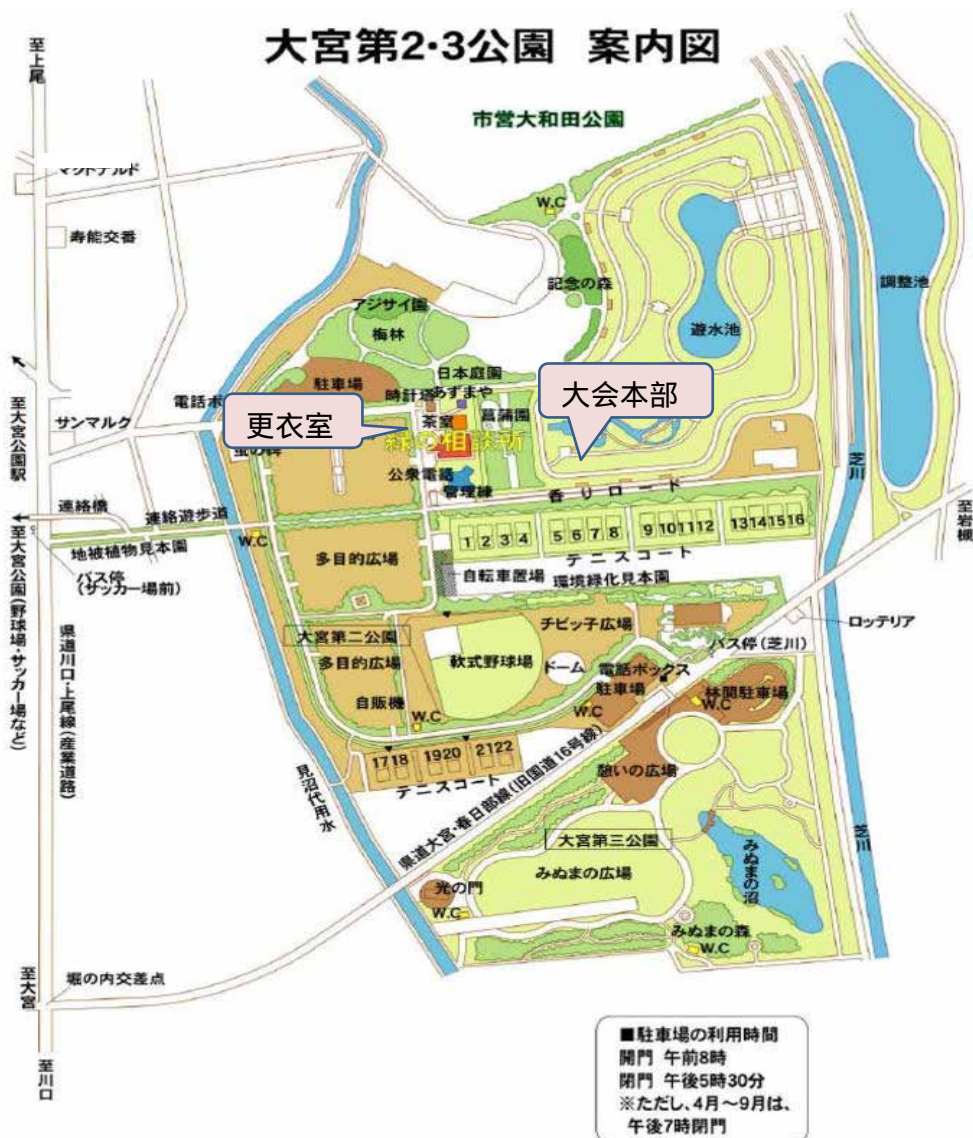 大宮第2・3公園 案内図
至上尾
市営大和田公園
マクドナルド
W.C
寿能交番
記念の森
調整池
アジサイ園
遊水池
梅林
日本庭園
駐車場
大会本部
時計塔
あずまや
電話ボ
更衣室
茶室
菖蒲園
至大宮公園駅
サンマルク
緑の相談所
蛍の碑
公衆電話
芝川
管理棟
香りロード
連絡橋
至岩槻
連絡遊歩道
W.C
1 2 3 4 5 6 7 8 9 10 11 12 13 14 15 16
地被植物見本園
多目的広場
テニスコート
自転車置場
環境緑化見本園
バス停
(サッカー場前)
至大宮公園(野球場・サッカー場など)
県道川口・上尾線(産業道路)
チビッ子広場
ロッテリア
大宮第二公園
バス停(芝川)
多目的広場
軟式野球場
ドーム
電話ボックス
駐車場
林間駐車場
自販機
W.C
W.C
W.C
17 18 19 20 21 22
テニスコート
憩いの広場
見沼代用水
県道大宮・春日部線(旧国道16号線)
大宮第三公園
芝川
みぬまの広場
みぬまの沼
光の門
W.C
みぬまの森
W.C
至大宮
堀の内交差点
至川口
■駐車場の利用時間
開門 午前8時
閉門 午後5時30分
※ただし、4月～9月は、
午後7時閉門